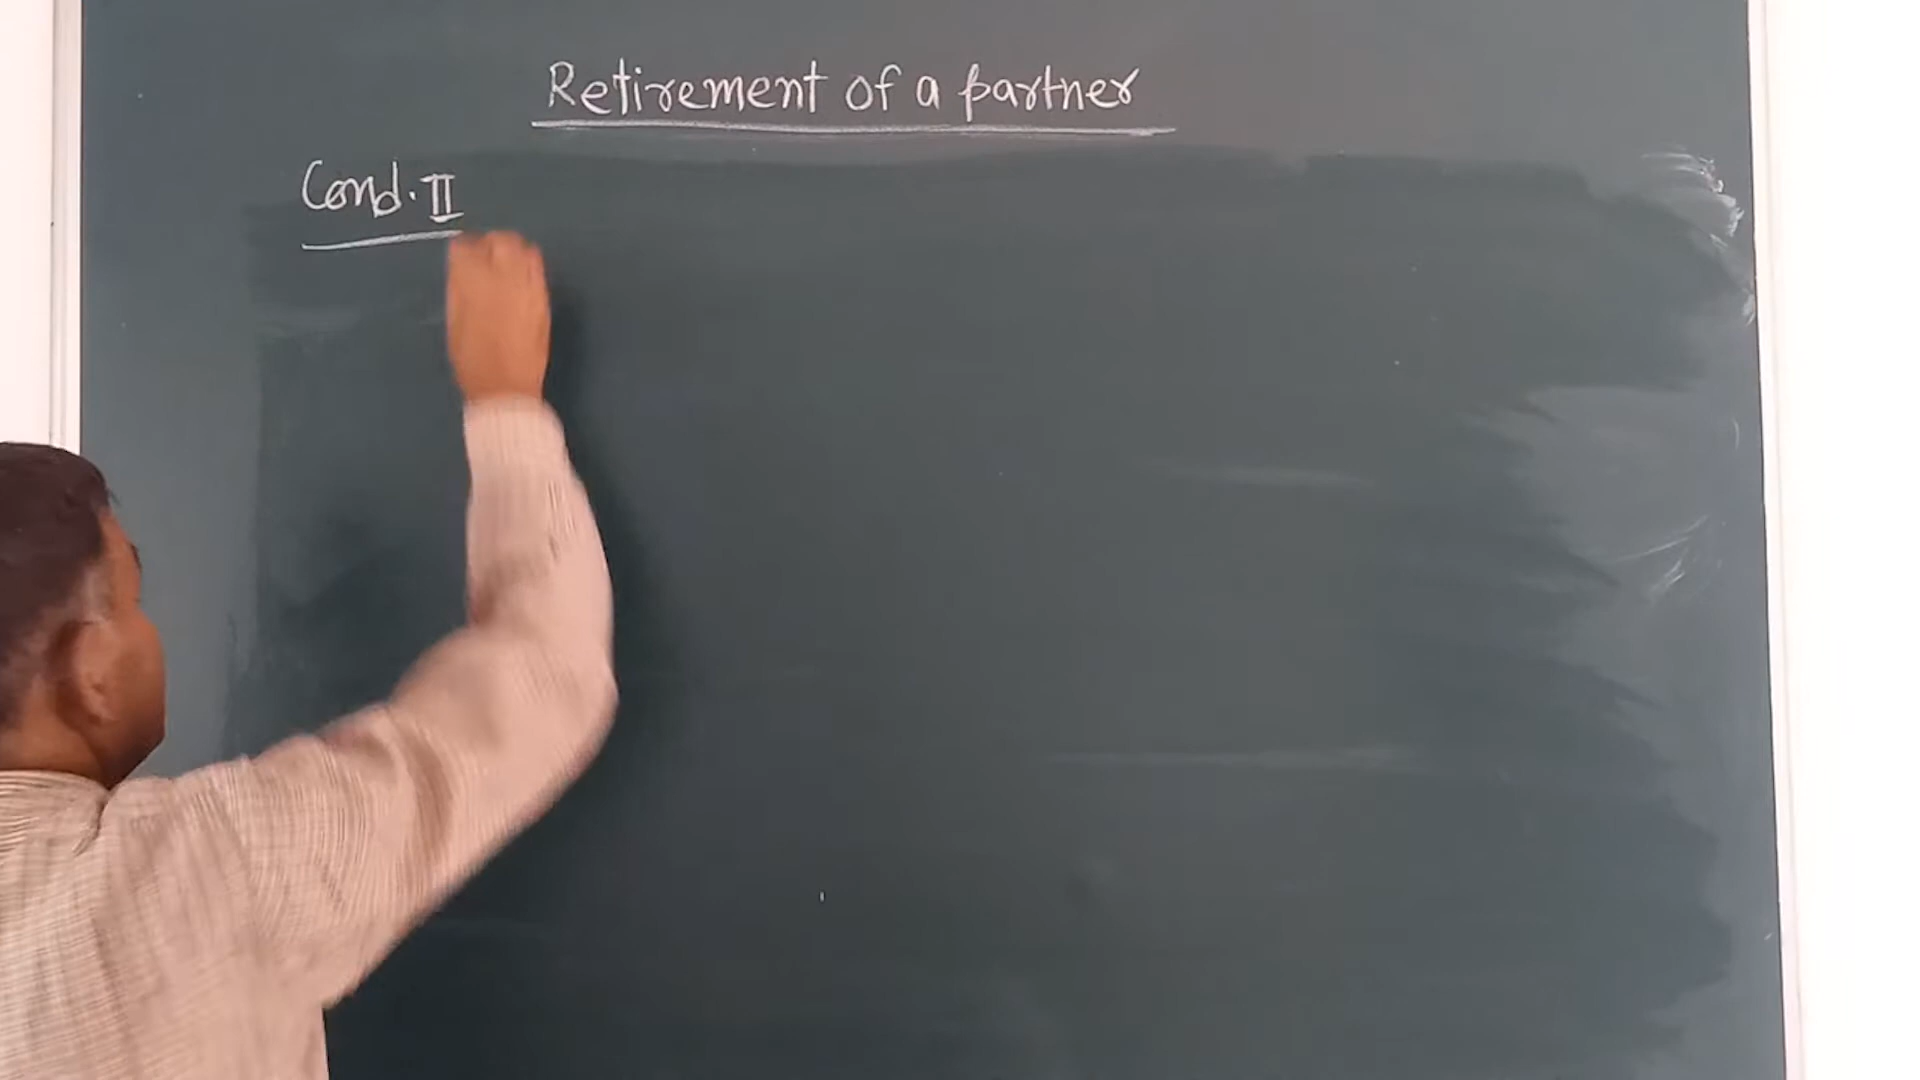 Retirement of a partner
Cond. II